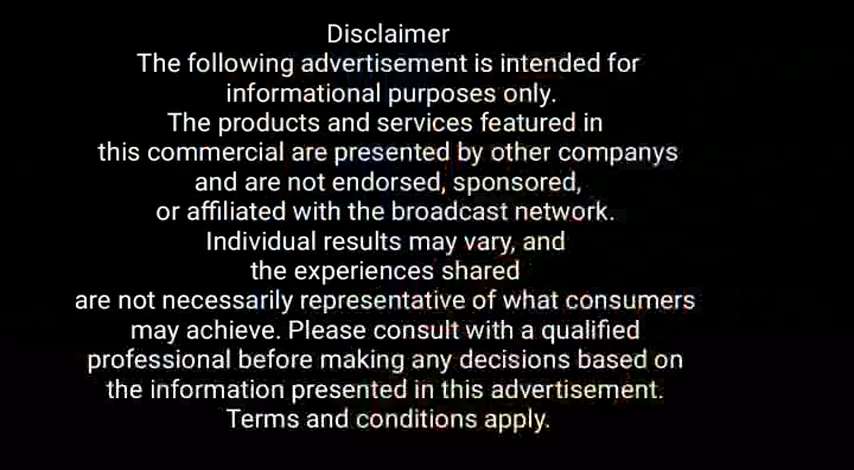 Disclaimer
The following advertisement is intended for
informational purposes only.
The products and services featured in
this commercial are presented by other companys
and are not endorsed, sponsored,
or affiliated with the broadcast network.
Individual results may vary, and
the experiences shared
are not necessarily representative of what consumers
may achieve. Please consult with a qualified
professional before making any decisions based on
the information presented in this advertisement.
Terms and conditions apply.